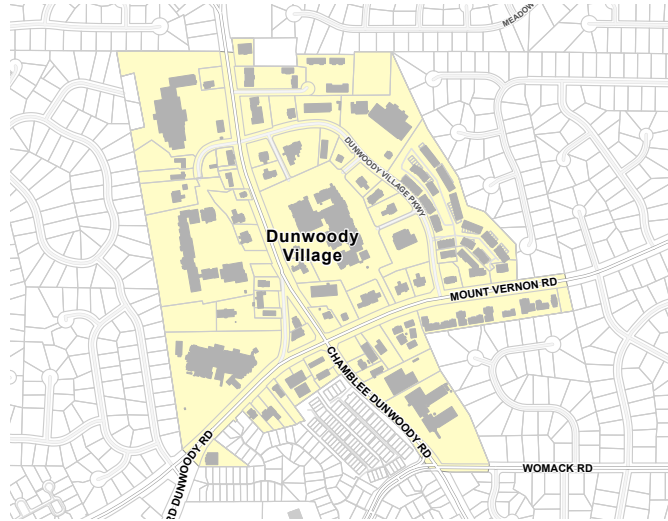 MEADOW
DUNWOODY VILLAGE PKWY
Dunwoody
Village
MOUNT VERNON RD
CHAMBLEE DUNWOODY RD
RD DUNWOODY RD
WOMACK RD